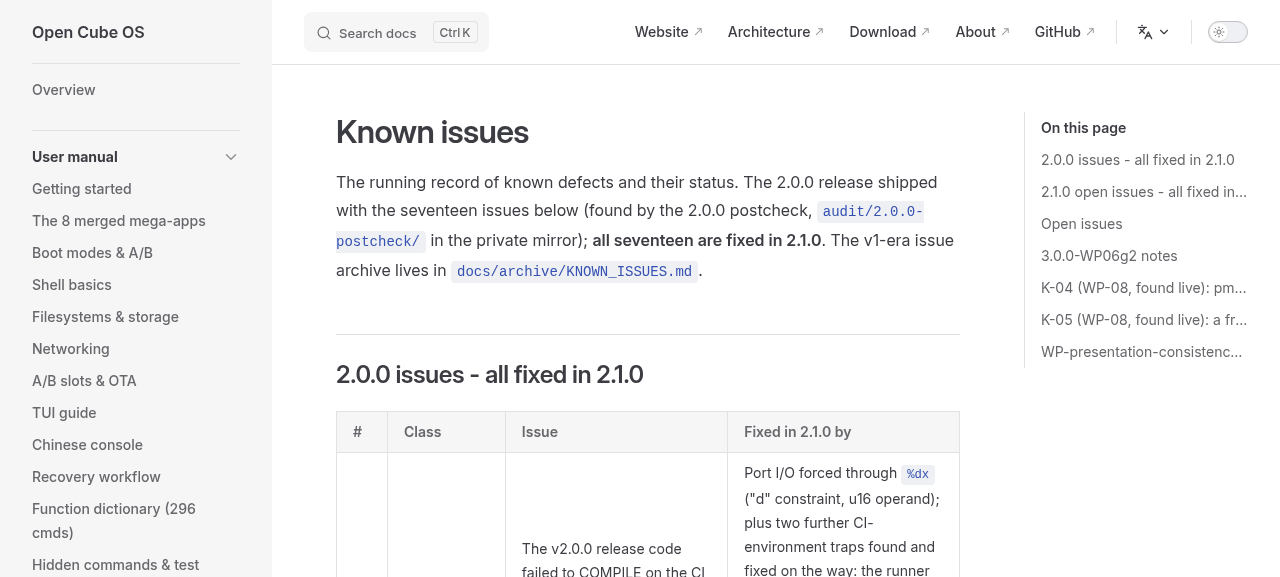 Open Cube OS
Search docs
Ctrl K
Website
Architecture
Download
About
GitHub
Overview
User manual
Getting started
The 8 merged mega-apps
Boot modes & A/B
Shell basics
Filesystems & storage
Networking
A/B slots & OTA
TUI guide
Chinese console
Recovery workflow
Function dictionary (296
cmds)
Hidden commands & test
Known issues
The running record of known defects and their status. The 2.0.0 release shipped
with the seventeen issues below (found by the 2.0.0 postcheck, audit/2.0.0-
postcheck/ in the private mirror); all seventeen are fixed in 2.1.0. The v1-era issue
archive lives in docs/archive/KNOWN_ISSUES.md.
2.0.0 issues - all fixed in 2.1.0
#
Class
Issue
Fixed in 2.1.0 by
The v2.0.0 release code
failed to COMPILE on the CI
Port I/O forced through %dx
("d" constraint, u16 operand);
plus two further CI-
environment traps found and
fixed on the way: the runner
On this page
2.0.0 issues - all fixed in 2.1.0
2.1.0 open issues - all fixed in...
Open issues
3.0.0-WP06g2 notes
K-04 (WP-08, found live): pm...
K-05 (WP-08, found live): a fr...
WP-presentation-consistenc...